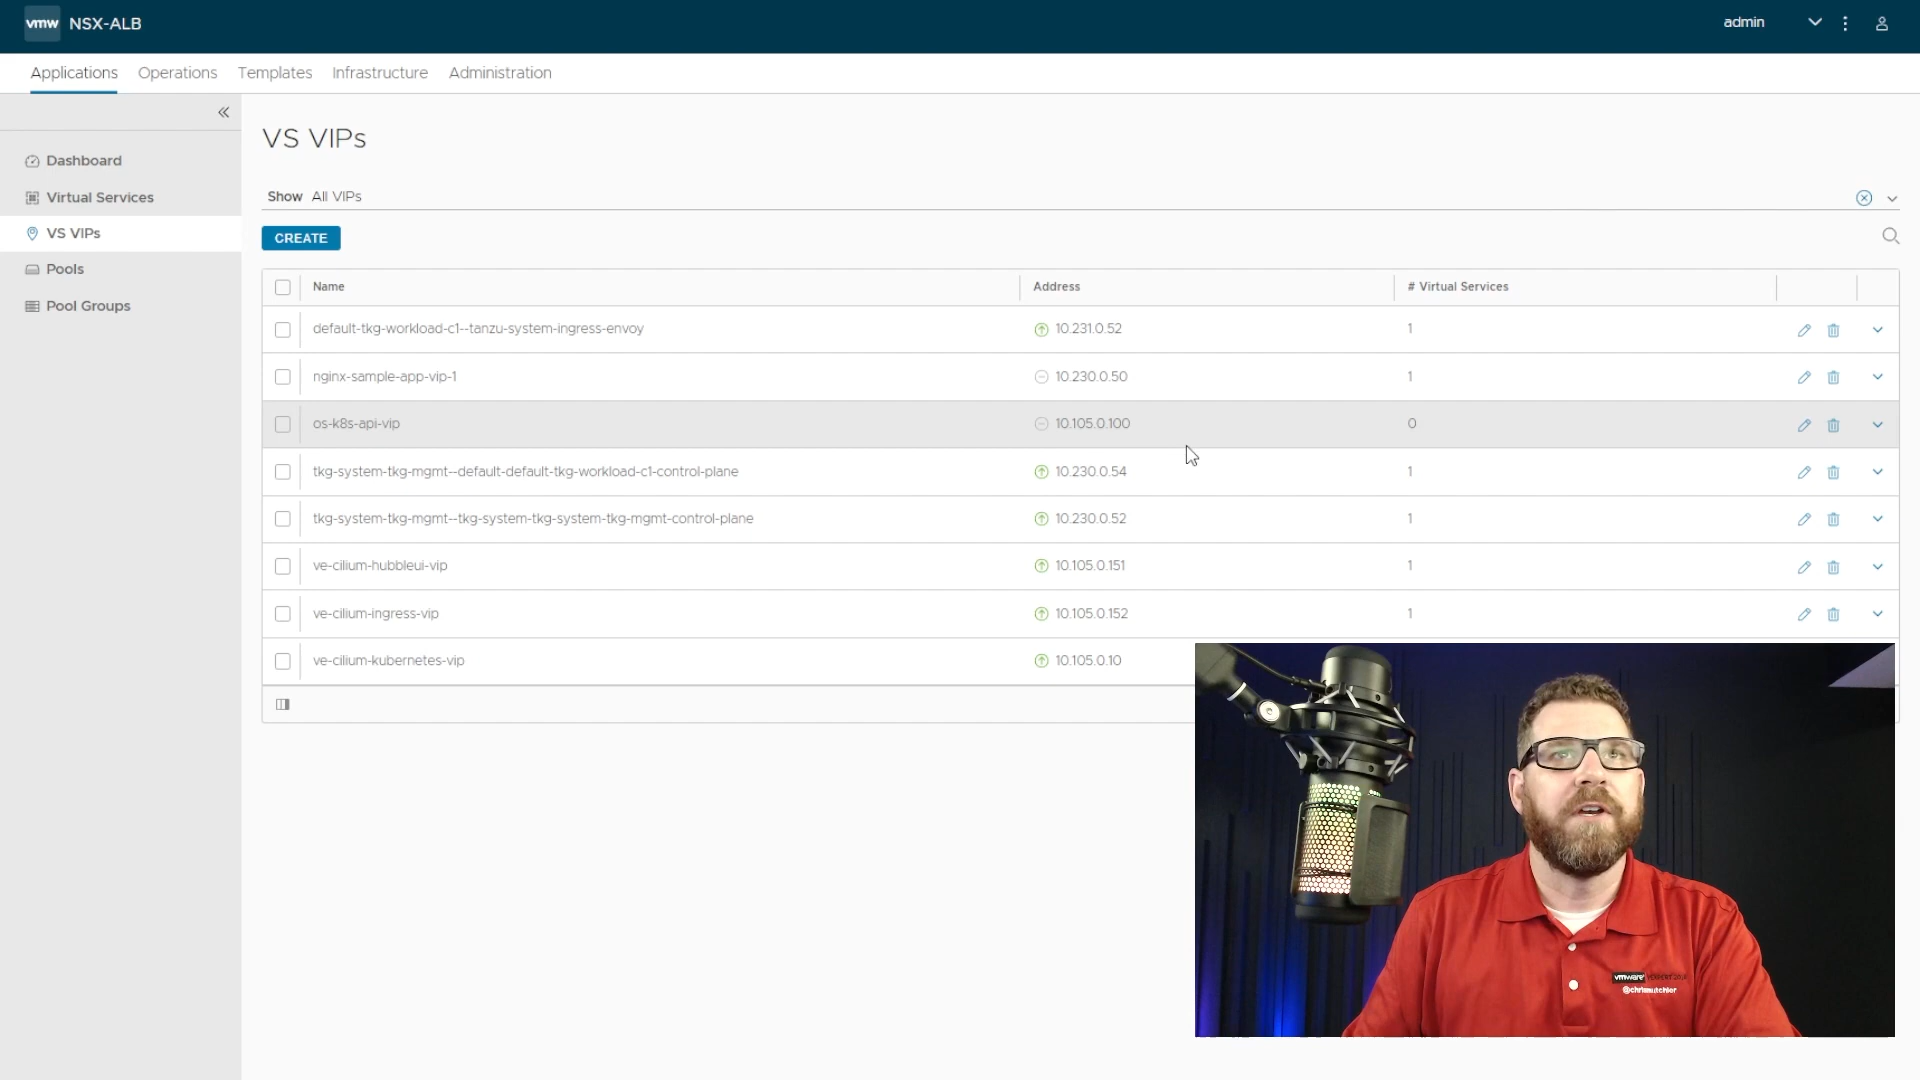 vmw NSX-ALB admin
Applications Operations Templates Infrastructure Administration
Dashboard
Virtual Services
VS VIPs
Pools
Pool Groups
VS VIPs
Show All VIPs
CREATE
Name Address # Virtual Services
default-tkg-workload-c1--tanzu-system-ingress-envoy 10.231.0.52 1
nginx-sample-app-vip-1 10.230.0.50 1
os-k8s-api-vip 10.105.0.100 0
tkg-system-tkg-mgmt--default-default-tkg-workload-c1-control-plane 10.230.0.54 1
tkg-system-tkg-mgmt--tkg-system-tkg-system-tkg-mgmt-control-plane 10.230.0.52 1
ve-cilium-hubbleui-vip 10.105.0.151 1
ve-cilium-ingress-vip 10.105.0.152 1
ve-cilium-kubernetes-vip 10.105.0.10
vmware
@chrismutchler